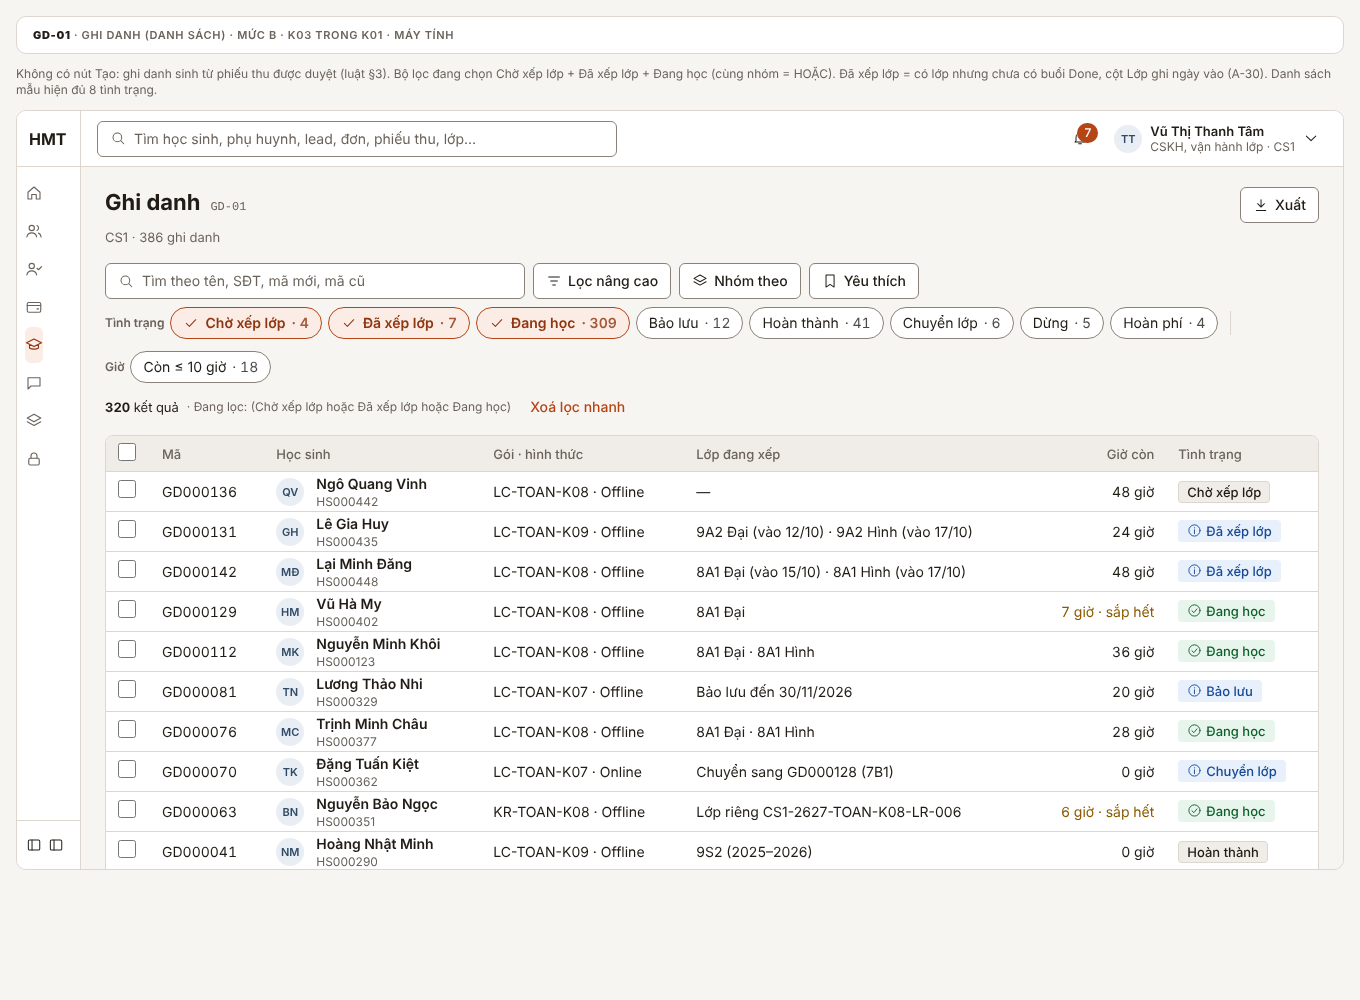 GD-01 · GHI DANH (DANH SÁCH) · MỨC B · K03 TRONG K01 · MÁY TÍNH
Không có nút Tạo: ghi danh sinh từ phiếu thu được duyệt (luật §3). Bộ lọc đang chọn Chờ xếp lớp + Đã xếp lớp + Đang học (cùng nhóm = HOẶC). Đã xếp lớp = có lớp nhưng chưa có buổi Done, cột Lớp ghi ngày vào (A-30). Danh sách
mẫu hiện đủ 8 tình trạng.
HMT
Tìm học sinh, phụ huynh, lead, đơn, phiếu thu, lớp...
7
TT
Vũ Thị Thanh Tâm
CSKH, vận hành lớp · CS1
Ghi danh GD-01
Xuất
CS1 · 386 ghi danh
Tìm theo tên, SĐT, mã mới, mã cũ
Lọc nâng cao
Nhóm theo
Yêu thích
Tình trạng Chờ xếp lớp · 4 Đã xếp lớp · 7 Đang học · 309 Bảo lưu · 12 Hoàn thành · 41 Chuyển lớp · 6 Dừng · 5 Hoàn phí · 4
Giờ Còn ≤ 10 giờ · 18
320 kết quả · Đang lọc: (Chờ xếp lớp hoặc Đã xếp lớp hoặc Đang học) Xoá lọc nhanh
Mã Học sinh Gói · hình thức Lớp đang xếp Giờ còn Tình trạng
GD000136 QV Ngô Quang Vinh LC-TOAN-K08 · Offline — 48 giờ Chờ xếp lớp
HS000442
GD000131 GH Lê Gia Huy LC-TOAN-K09 · Offline 9A2 Đại (vào 12/10) · 9A2 Hình (vào 17/10) 24 giờ Đã xếp lớp
HS000435
GD000142 MĐ Lại Minh Đăng LC-TOAN-K08 · Offline 8A1 Đại (vào 15/10) · 8A1 Hình (vào 17/10) 48 giờ Đã xếp lớp
HS000448
GD000129 HM Vũ Hà My LC-TOAN-K08 · Offline 8A1 Đại 7 giờ · sắp hết Đang học
HS000402
GD000112 MK Nguyễn Minh Khôi LC-TOAN-K08 · Offline 8A1 Đại · 8A1 Hình 36 giờ Đang học
HS000123
GD000081 TN Lương Thảo Nhi LC-TOAN-K07 · Offline Bảo lưu đến 30/11/2026 20 giờ Bảo lưu
HS000329
GD000076 MC Trịnh Minh Châu LC-TOAN-K08 · Offline 8A1 Đại · 8A1 Hình 28 giờ Đang học
HS000377
GD000070 TK Đặng Tuấn Kiệt LC-TOAN-K07 · Online Chuyển sang GD000128 (7B1) 0 giờ Chuyển lớp
HS000362
GD000063 BN Nguyễn Bảo Ngọc KR-TOAN-K08 · Offline Lớp riêng CS1-2627-TOAN-K08-LR-006 6 giờ · sắp hết Đang học
HS000351
GD000041 NM Hoàng Nhật Minh LC-TOAN-K09 · Offline 9S2 (2025–2026) 0 giờ Hoàn thành
HS000290